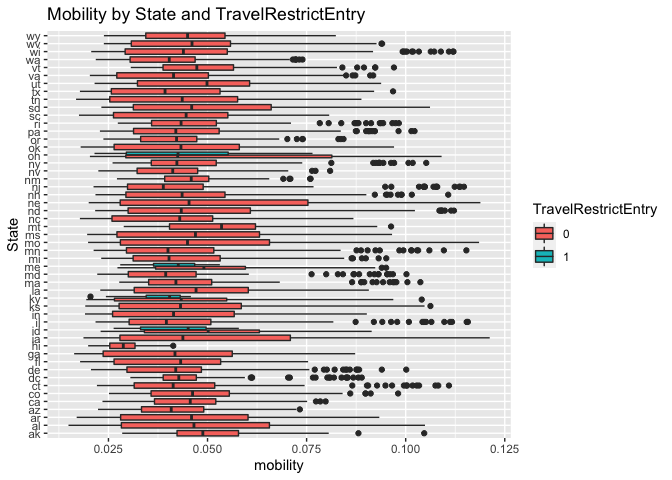 Mobility by State and TravelRestrictEntry
State
wy
wv
wi
wa
vt
va
ut
tx
tn
sd
sc
ri
pa
or
ok
oh
ny
nv
nm
nj
nh
ne
nd
nc
mt
ms
mo
mn
mi
me
md
ma
la
ky
ks
in
il
id
ia
hi
ga
fl
de
dc
ct
co
ca
az
ar
al
ak
0.025 0.050 0.075 0.100 0.125
mobility
TravelRestrictEntry
0
1